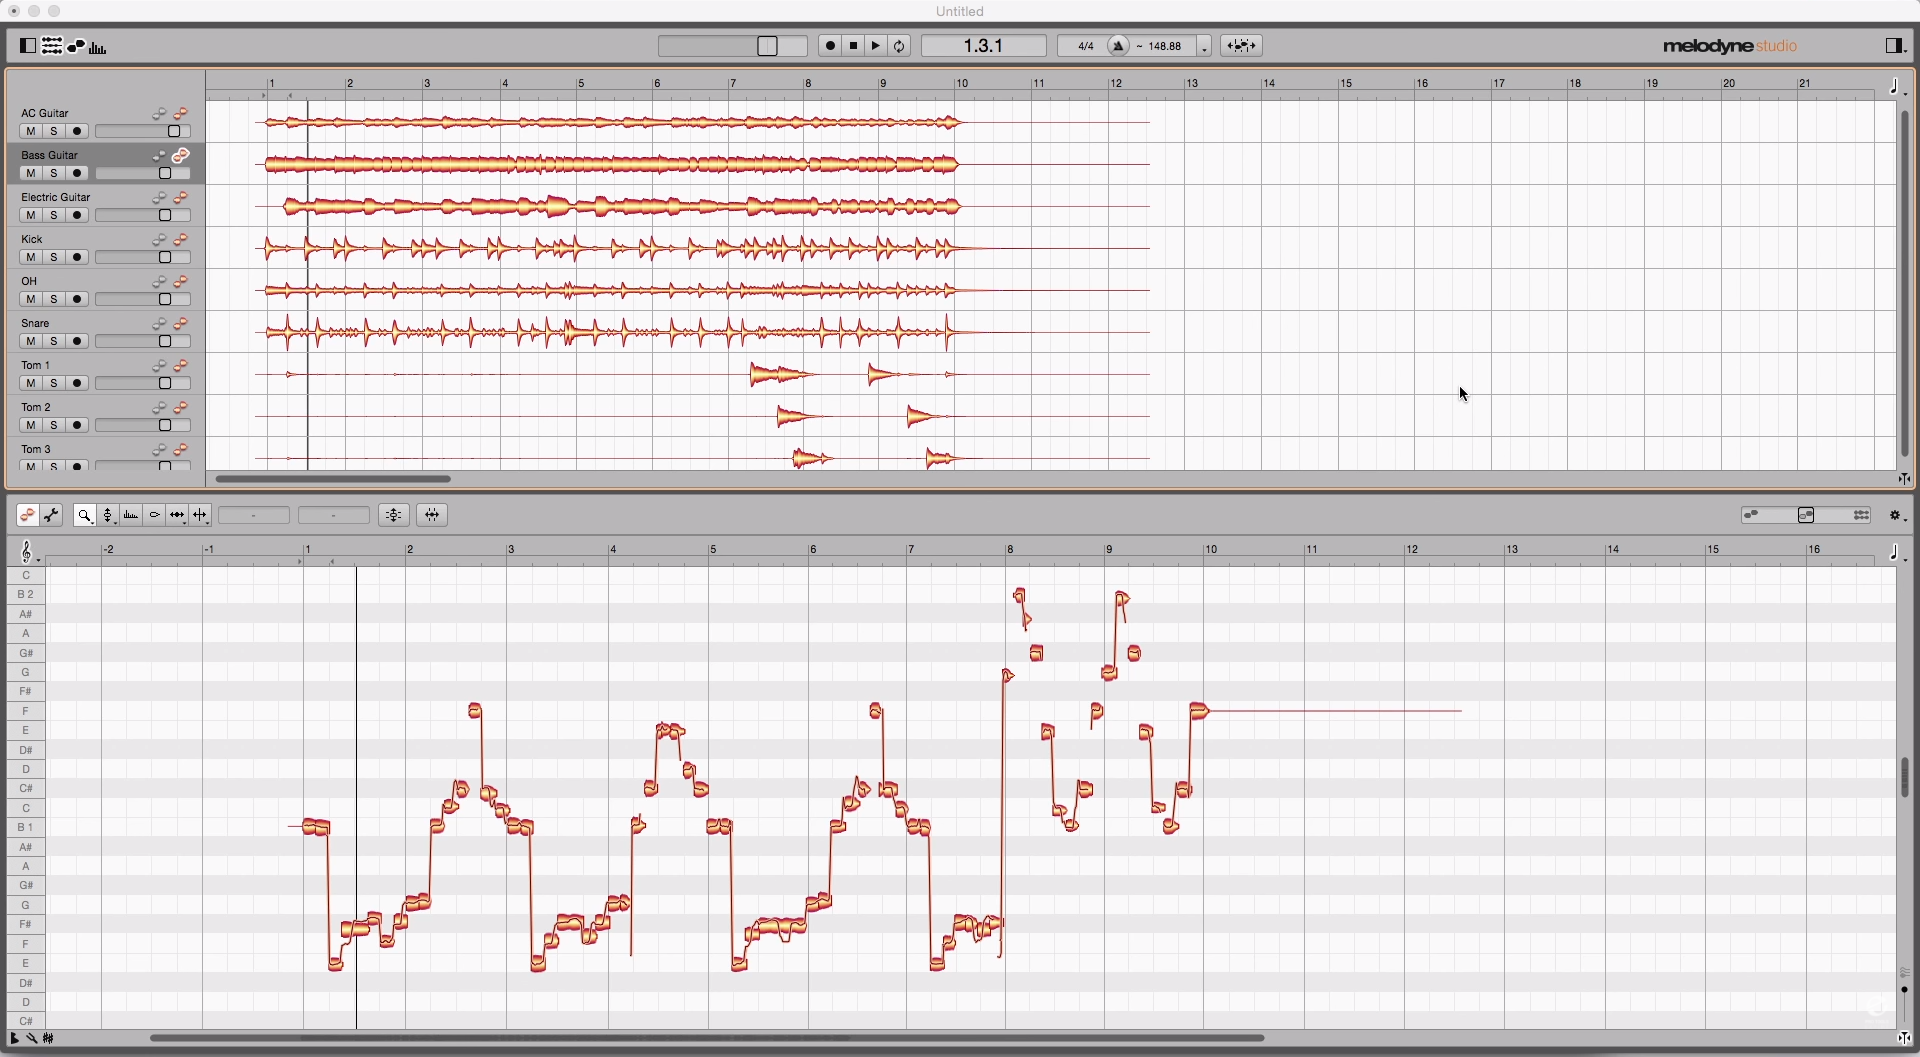 Untitled
1.3.1
4/4
~ 148.88
melodyne studio
1 2 3 4 5 6 7 8 9 10 11 12 13 14 15 16 17 18 19 20 21
AC Guitar
M S
Bass Guitar
M S
Electric Guitar
M S
Kick
M S
OH
M S
Snare
M S
Tom 1
M S
Tom 2
M S
Tom 3
M S
- -
-2 -1 1 2 3 4 5 6 7 8 9 10 11 12 13 14 15 16
C
B 2
A#
A
G#
G
F#
F
E
D#
D
C#
C
B 1
A#
A
G#
G
F#
F
E
D#
D
C#